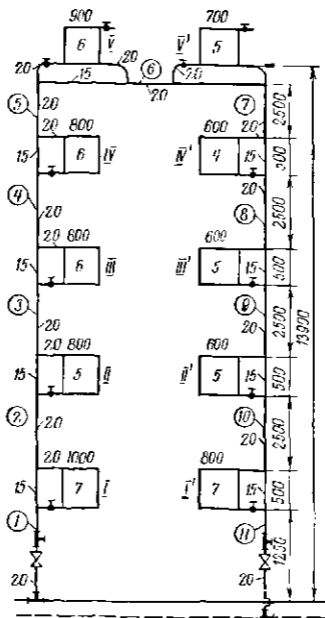 900 700
20 6 V V' 5
20 15 20 6 20 20
5 20 7 20 2500
20 800 600
15 6 IV IV' 4 15 500
4 20 20 8 2500
20 800 600
15 6 III III' 5 15 500
3 20 9 20 2500
20 800 600
15 5 II II' 5 15 500
2 20 10 20 2500
20 1000 800
15 7 I I' 7 15 500
1 11 1250
20 20
13900